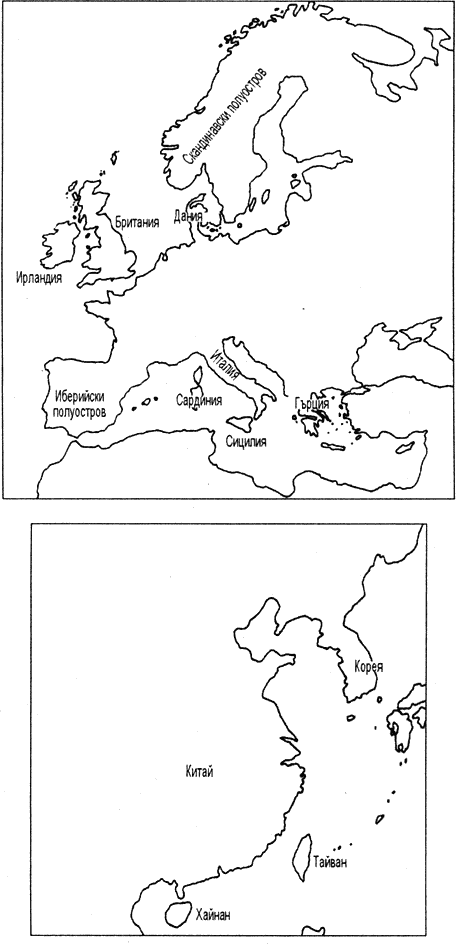 Скандинавски полуостров
Британия
Дания
Ирландия
Италия
Иберийски
полуостров
Сардиния
Гърция
Сицилия
Корея
Китай
Тайван
Хайнан